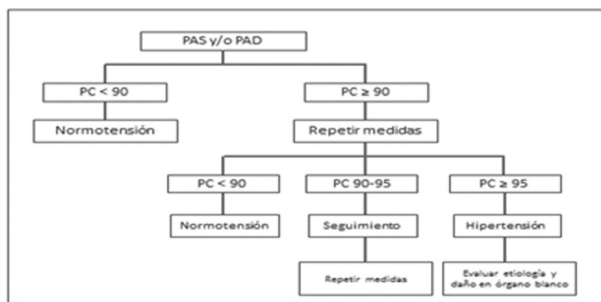 PAS y/o PAD
PC < 90
PC ≥ 90
Normotensión
Repetir medidas
PC < 90
PC 90-95
PC ≥ 95
Normotensión
Seguimiento
Hipertensión
Repetir medidas
Evaluar etiología y
daño en órgano blanco